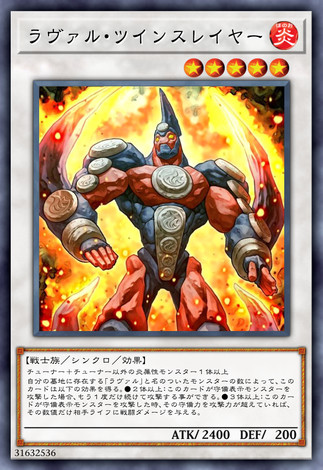 ラヴァル・ツインスレイヤー
炎
【戦士族／シンクロ／効果】
チューナー＋チューナー以外の炎属性モンスター１体以上
自分の墓地に存在する「ラヴァル」と名のついたモンスターの数によって、この
カードは以下の効果を得る。●２体以上：このカードが守備表示モンスターを
攻撃した場合、もう１度だけ続けて攻撃する事ができる。●３体以上：このカー
ドが守備表示モンスターを攻撃した時、その守備力を攻撃力が超えていれば、
その数値だけ相手ライフに戦闘ダメージを与える。
ATK/ 2400 DEF/ 200
31632536